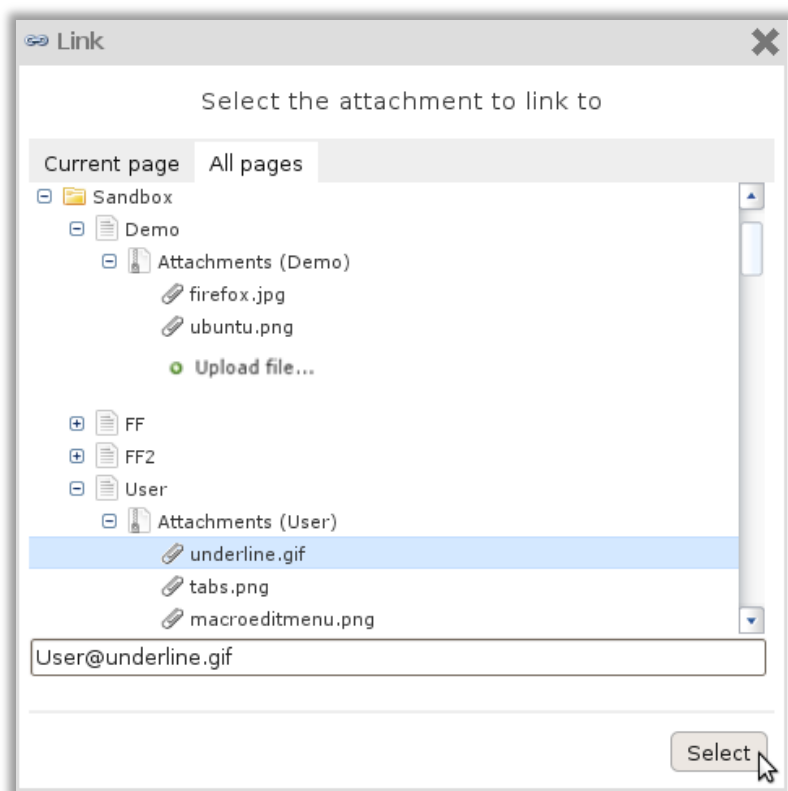 Link
Select the attachment to link to
Current page All pages
Sandbox
Demo
Attachments (Demo)
firefox.jpg
ubuntu.png
Upload file...
FF
FF2
User
Attachments (User)
underline.gif
tabs.png
macroeditmenu.png
User@underline.gif
Select